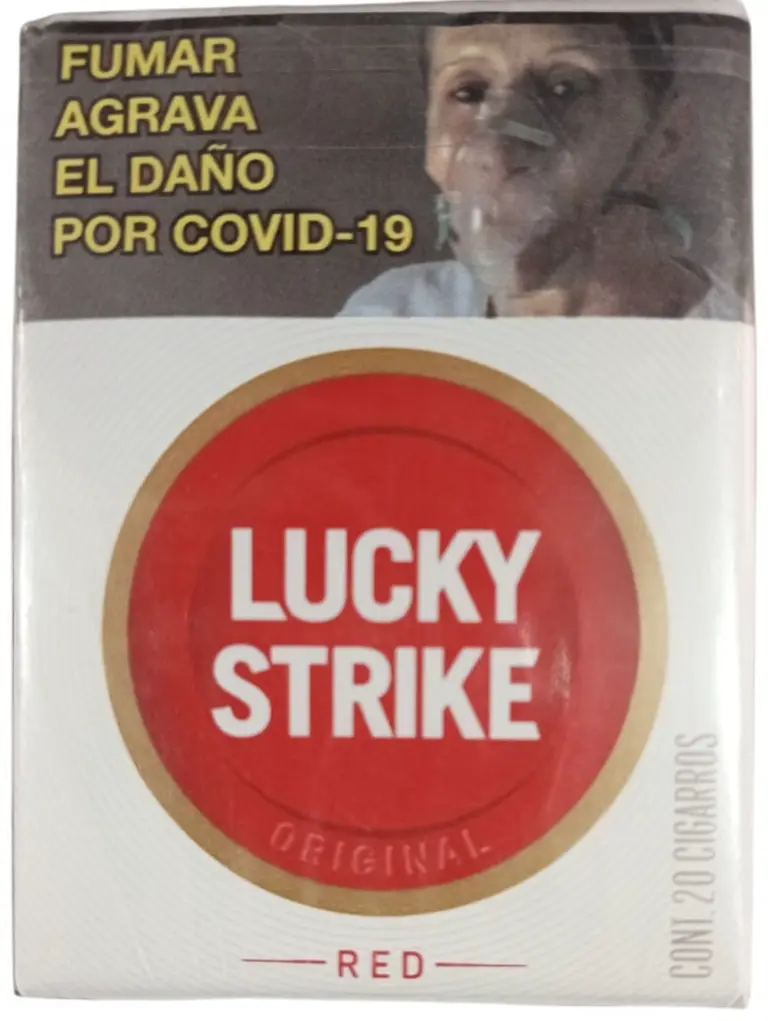 FUMAR
AGRAVA
EL DAÑO
POR COVID-19
LUCKY
STRIKE
ORIGINAL
RED
CONT. 20 CIGARROS